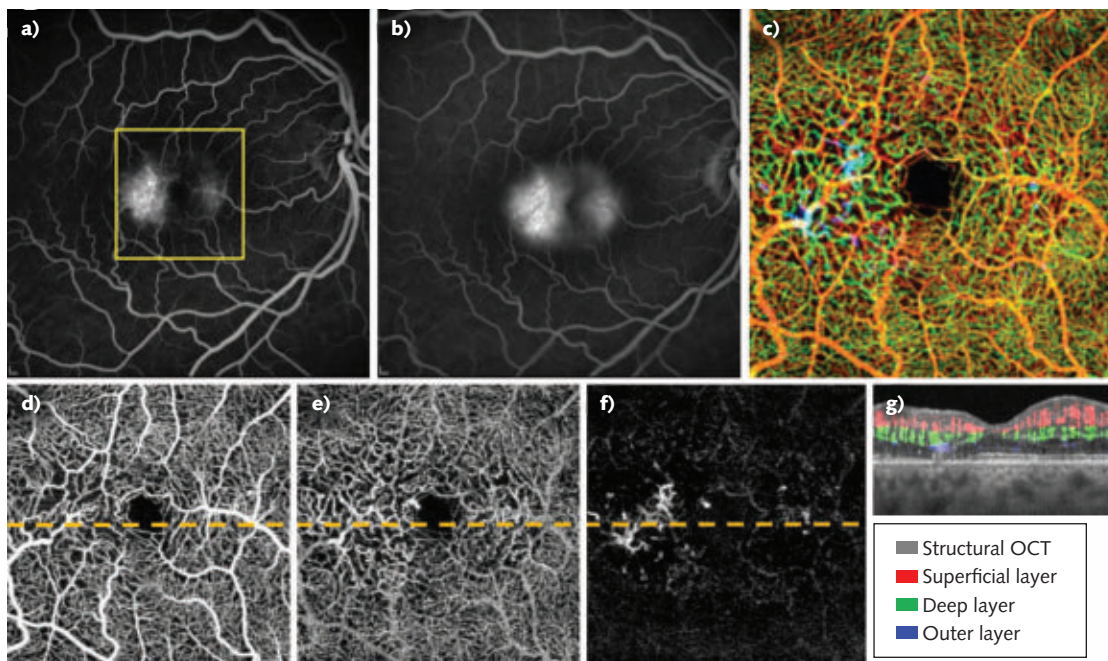 a)
b)
c)
d)
e)
f)
g)
Structural OCT
Superficial layer
Deep layer
Outer layer